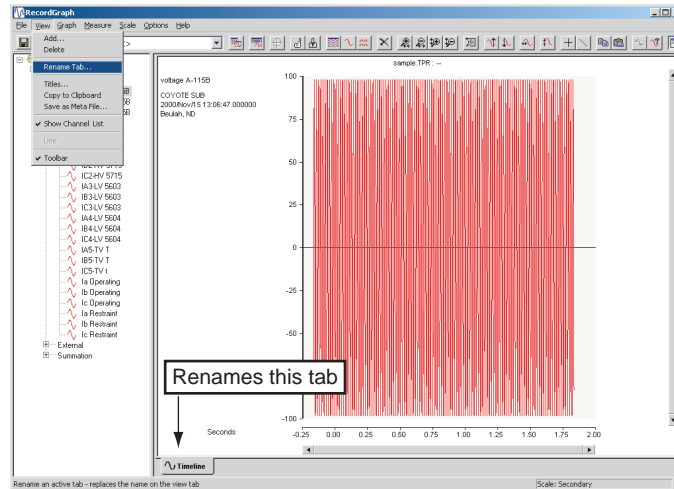 RecordGraph
File View Graph Measure Scale Options Help
Add...
Delete
Rename Tab...
Titles...
Copy to Clipboard
Save as Meta File...
Show Channel List
Line
Toolbar
IC2-HV 5715
IA3-LV 5603
IB3-LV 5603
IC3-LV 5603
IA4-LV 5604
IB4-LV 5604
IC4-LV 5604
IA5-TV T
IB5-TV T
IC5-TV t
Ia Operating
Ib Operating
Ic Operating
Ia Restraint
Ib Restraint
Ic Restraint
External
Summation
sample.TPR : --
voltage A-115B
COYOTE SUB
2000/Nov/15 13:06:47.000000
Beulah, ND
100
75
50
25
0
-25
-50
-100
Seconds
-0.25 0.00 0.25 0.50 0.75 1.00 1.25 1.50 1.75 2.00
Renames this tab
Timeline
Rename an active tab - replaces the name on the view tab
Scale: Secondary